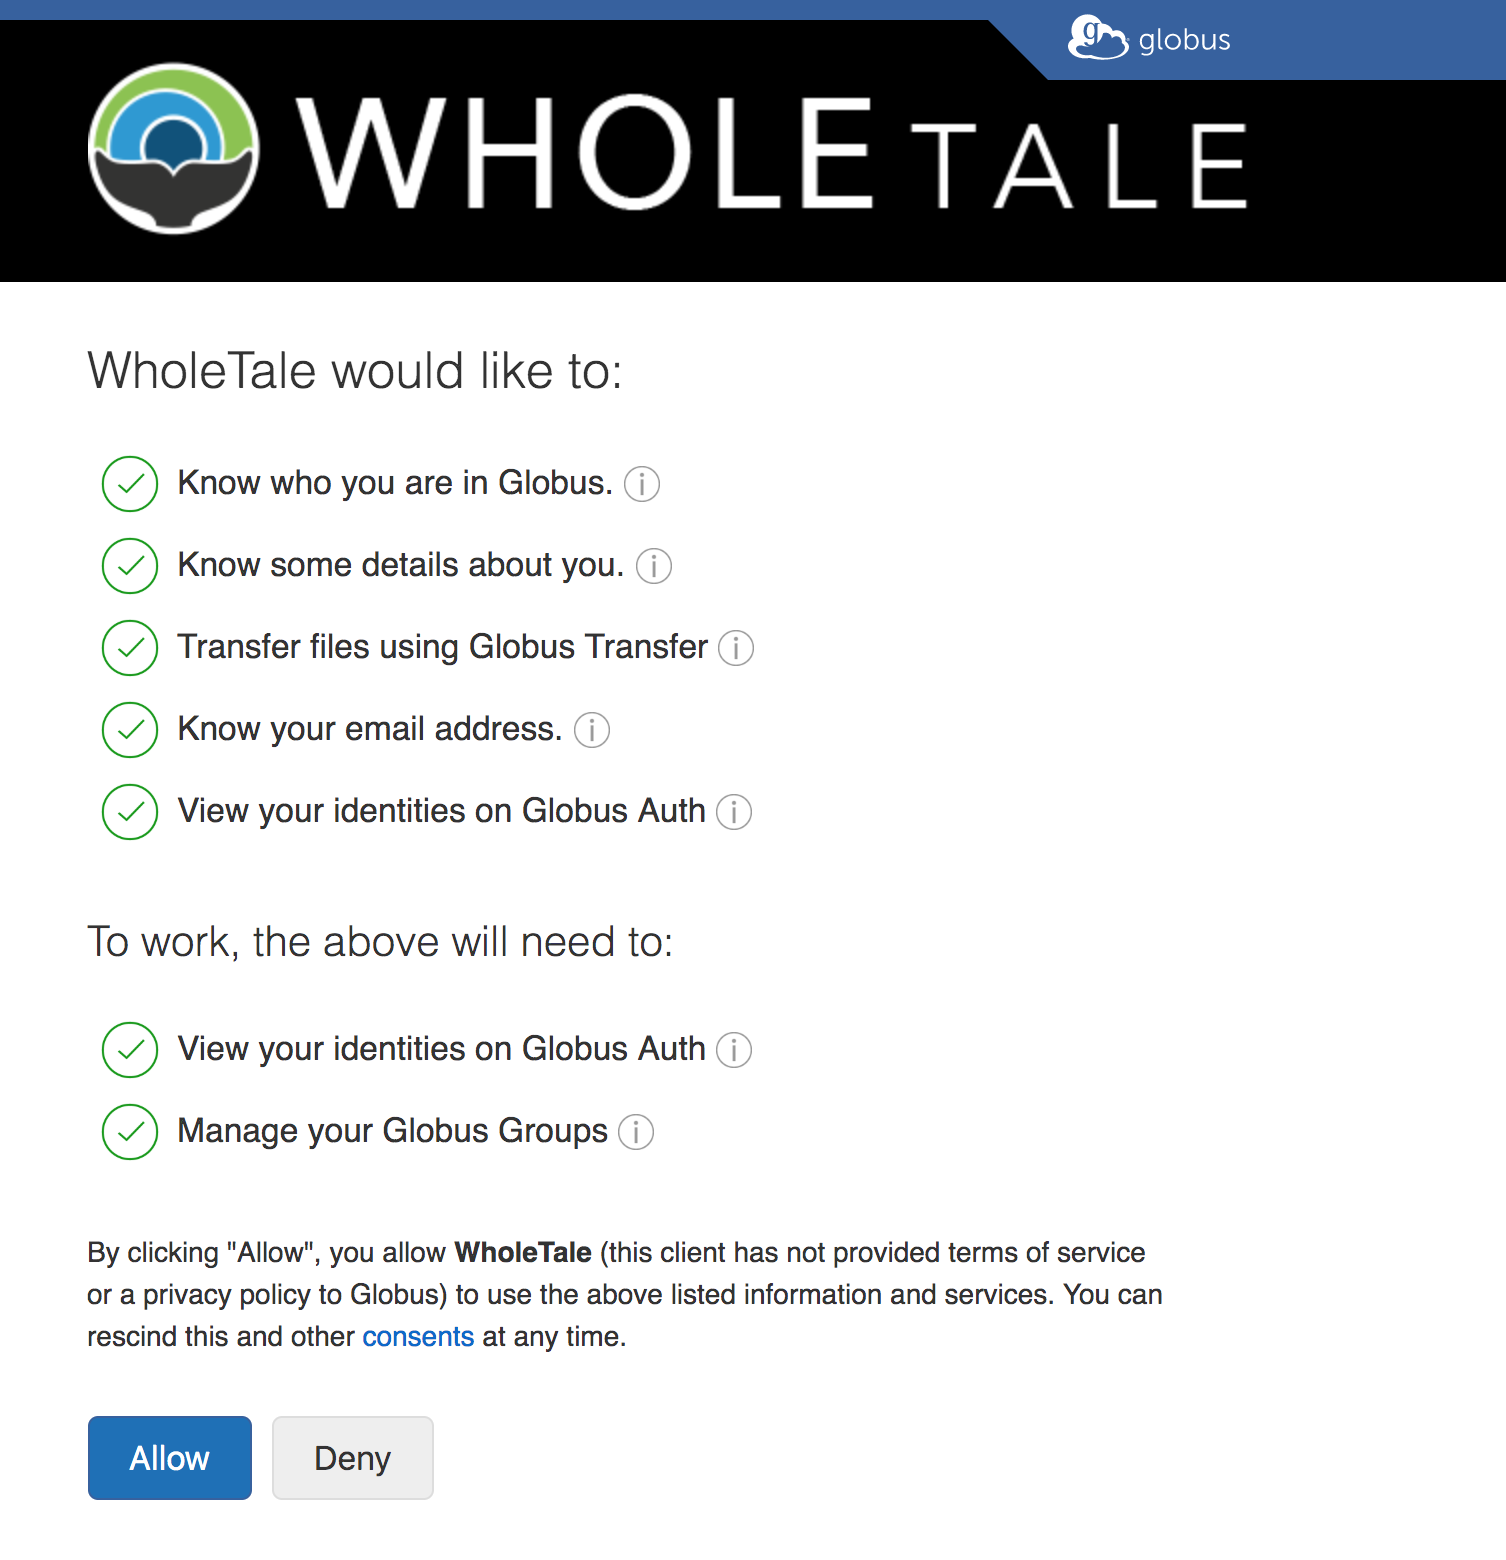 globus
WHOLE TALE
WholeTale would like to:
Know who you are in Globus.
Know some details about you.
Transfer files using Globus Transfer
Know your email address.
View your identities on Globus Auth
To work, the above will need to:
View your identities on Globus Auth
Manage your Globus Groups
By clicking "Allow", you allow WholeTale (this client has not provided terms of service
or a privacy policy to Globus) to use the above listed information and services. You can
rescind this and other consents at any time.
Allow Deny